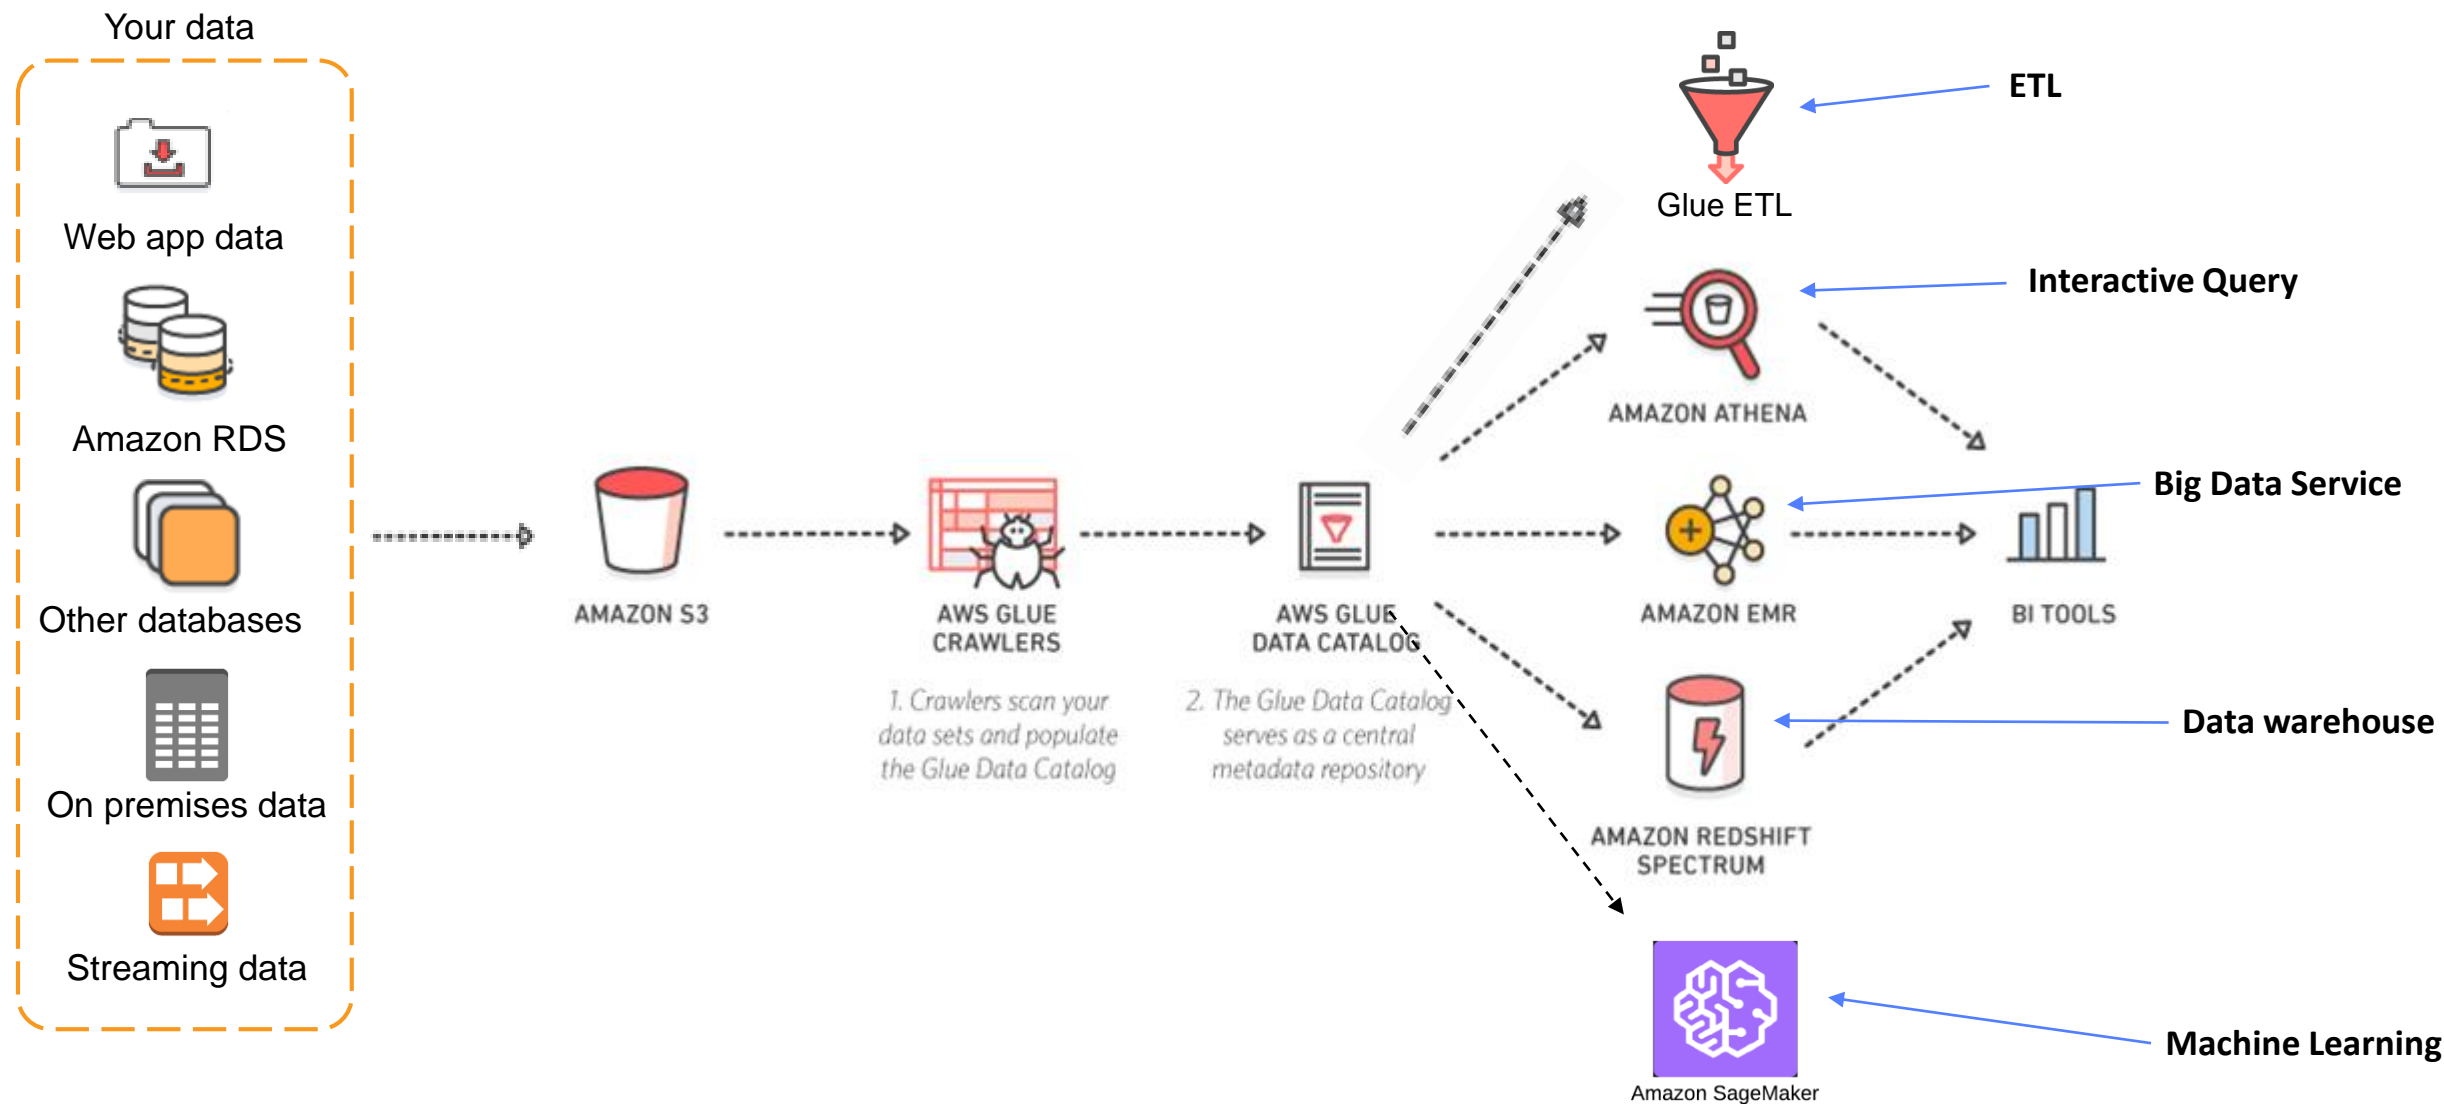 Your data
Web app data
Amazon RDS
Other databases
On premises data
Streaming data
AMAZON S3
AWS GLUE
CRAWLERS
1. Crawlers scan your
data sets and populate
the Glue Data Catalog
AWS GLUE
DATA CATALOG
2. The Glue Data Catalog
serves as a central
metadata repository
Glue ETL
AMAZON ATHENA
AMAZON EMR
AMAZON REDSHIFT
SPECTRUM
Amazon SageMaker
BI TOOLS
ETL
Interactive Query
Big Data Service
Data warehouse
Machine Learning